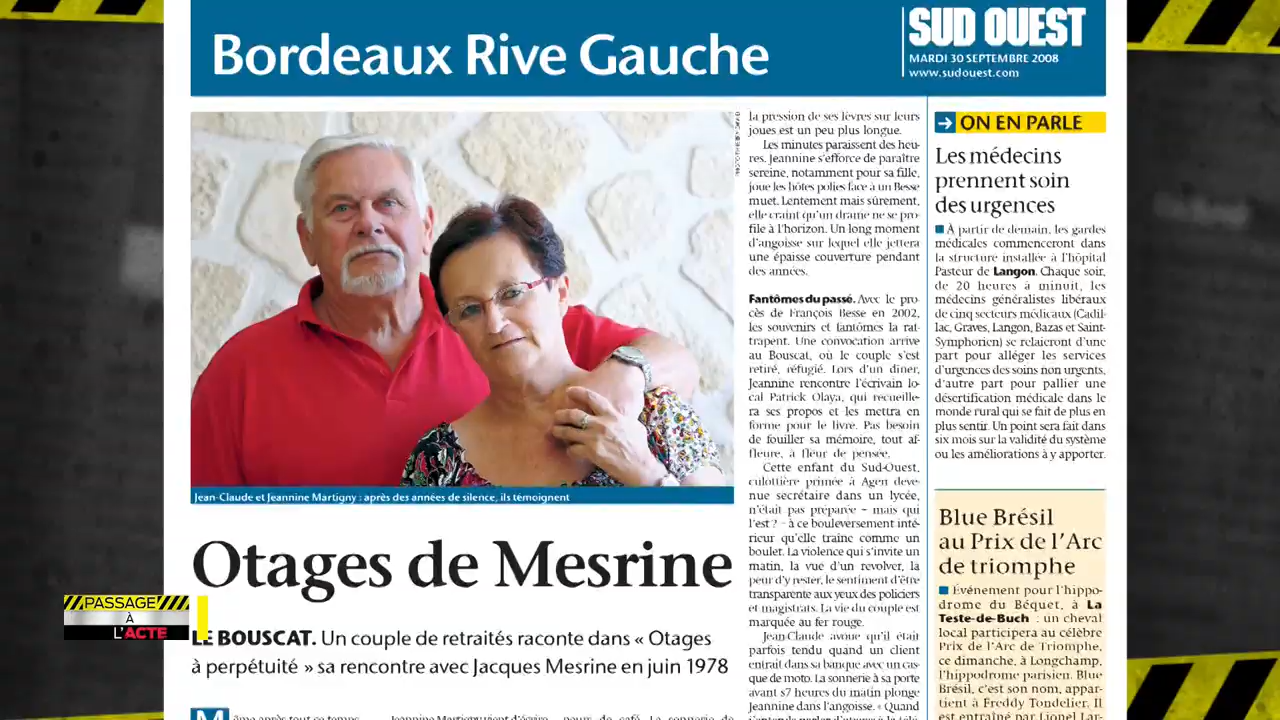 Bordeaux Rive Gauche
SUD OUEST
MARDI 30 SEPTEMBRE 2008
www.sudouest.com
Jean-Claude et Jeannine Martigny : après des années de silence, ils témoignent
Otages de Mesrine
LE BOUSCAT. Un couple de retraités raconte dans « Otages
à perpétuité » sa rencontre avec Jacques Mesrine en juin 1978
la pression de ses lèvres sur leurs
joues est un peu plus longue.
Les minutes paraissent des heu-
res. Jeannine s'efforce de paraître
sereine, notamment pour sa fille,
joue les hôtes polies face à un Besse
muet. Lentement mais sûrement,
elle craint qu'un drame ne se pro-
file à l'horizon. Un long moment
d'angoisse sur lequel elle jettera
une épaisse couverture pendant
des années.
Fantômes du passé. Avec le pro-
cès de François Besse en 2002,
les souvenirs et fantômes la rat-
trapent. Une convocation arrive
au Bouscat, où le couple s'est
retiré, réfugié. Lors d'un dîner,
Jeannine rencontre l'écrivain lo-
cal Patrick Olaya, qui recueille-
ra ses propos et les mettra en
forme pour le livre. Pas besoin
de fouiller sa mémoire, tout af-
fleure, à fleur de pensée.
Cette enfant du Sud-Ouest,
culottière primée à Agen deve-
nue secrétaire dans un lycée,
n'était pas préparée – mais qui
l'est ? – à ce bouleversement inté-
rieur qu'elle traîne comme un
boulet. La violence qui s'invite un
matin, la vue d'un revolver, la
peur d'y rester, le sentiment d'être
transparente aux yeux des policiers
et magistrats. La vie du couple est
marquée au fer rouge.
Jean-Claude avoue qu'il était
parfois tendu quand un client
entrait dans sa banque avec un cas-
que de moto. La sonnerie à sa porte
avant s7 heures du matin plonge
Jeannine dans l'angoisse. « Quand
ON EN PARLE
Les médecins
prennent soin
des urgences
À partir de demain, les gardes
médicales commenceront dans
la structure installée à l'hôpital
Pasteur de Langon. Chaque soir,
de 20 heures à minuit, les
médecins généralistes libéraux
de cinq secteurs médicaux (Cadil-
lac, Graves, Langon, Bazas et Saint-
Symphorien) se relaieront d'une
part pour alléger les services
d'urgences des soins non urgents,
d'autre part pour pallier une
désertification médicale dans le
monde rural qui se fait de plus en
plus sentir. Un point sera fait dans
six mois sur la validité du système
ou les améliorations à y apporter.
Blue Brésil
au Prix de l'Arc
de triomphe
Événement pour l'hippo-
drome du Béquet, à La
Teste-de-Buch : un cheval
local participera au célèbre
Prix de l'Arc de Triomphe,
ce dimanche, à Longchamp,
l'hippodrome parisien. Blue
Brésil, c'est son nom, appar-
tient à Freddy Tondelier. Il
est entraîné par Lionel Lar-
PASSAGE
À
L'ACTE